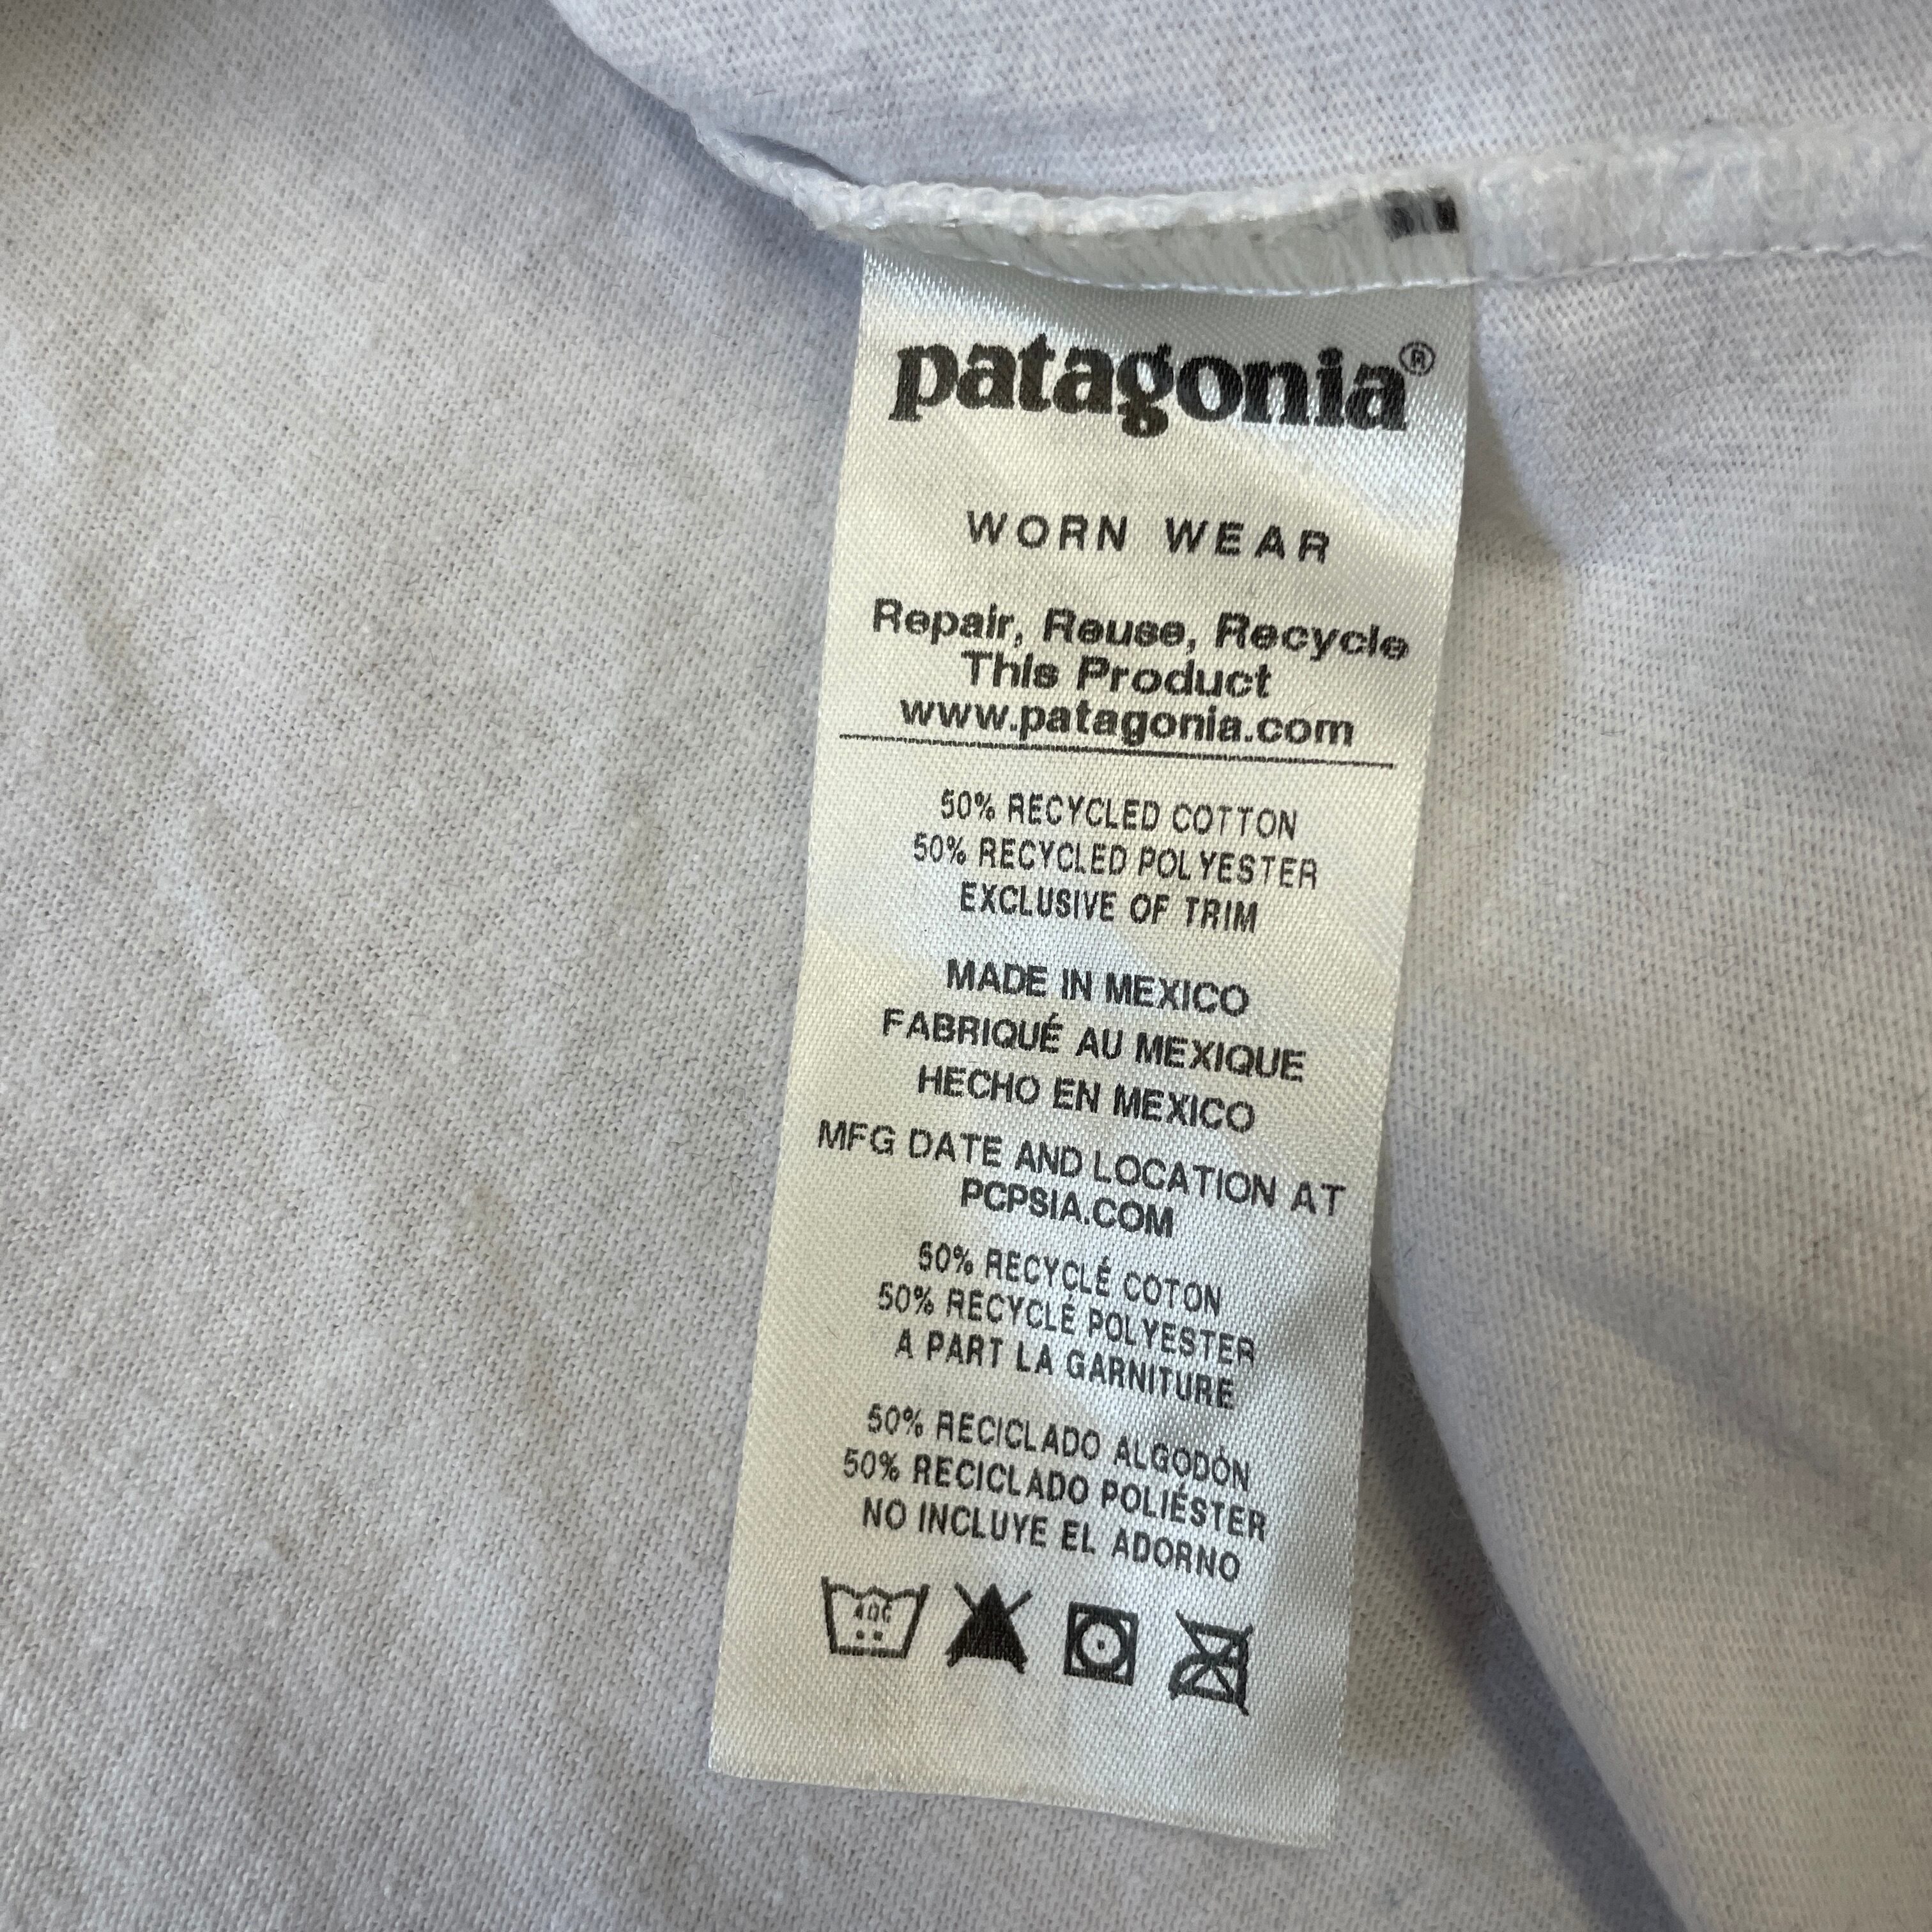 patagonia®
WORN WEAR
Repair, Reuse, Recycle
This Product
www.patagonia.com
50% RECYCLED COTTON
50% RECYCLED POLYESTER
EXCLUSIVE OF TRIM
MADE IN MEXICO
FABRIQUÉ AU MEXIQUE
HECHO EN MEXICO
MFG DATE AND LOCATION AT
PCPSIA.COM
50% RECYCLÉ COTON
50% RECYCLÉ POLYESTER
A PART LA GARNITURE
50% RECICLADO ALGODÓN
50% RECICLADO POLIÉSTER
NO INCLUYE EL ADORNO
40C